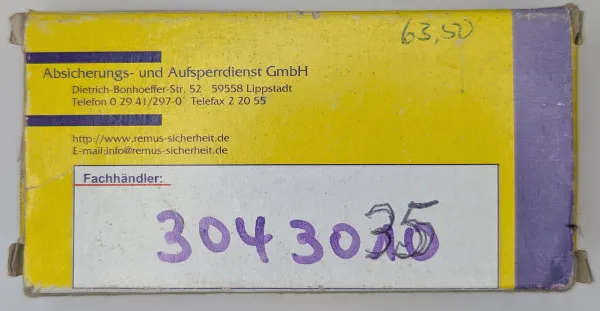 63,50
Absicherungs- und Aufsperrdienst GmbH
Dietrich-Bonhoeffer-Str. 52 59558 Lippstadt
Telefon 0 29 41/297-0 Telefax 2 20 55
http://www.remus-sicherheit.de
E-mail:info@remus-sicherheit.de
Fachhändler:
3043035